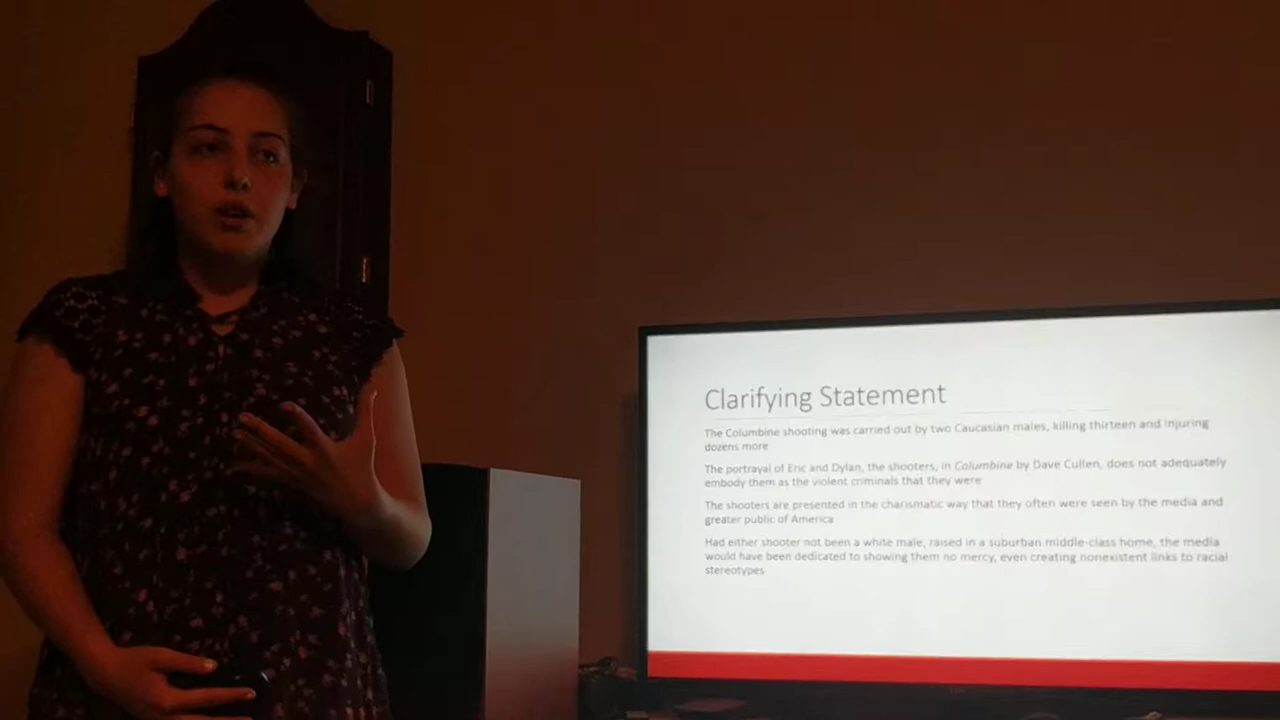 Clarifying Statement
The Columbine shooting was carried out by two Caucasian males, killing thirteen and injuring
dozens more
The portrayal of Eric and Dylan, the shooters, in Columbine by Dave Cullen, does not adequately
embody them as the violent criminals that they were
The shooters are presented in the charismatic way that they often were seen by the media and
greater public of America
Had either shooter not been a white male, raised in a suburban middle-class home, the media
would have been dedicated to showing them no mercy, even creating nonexistent links to racial
stereotypes